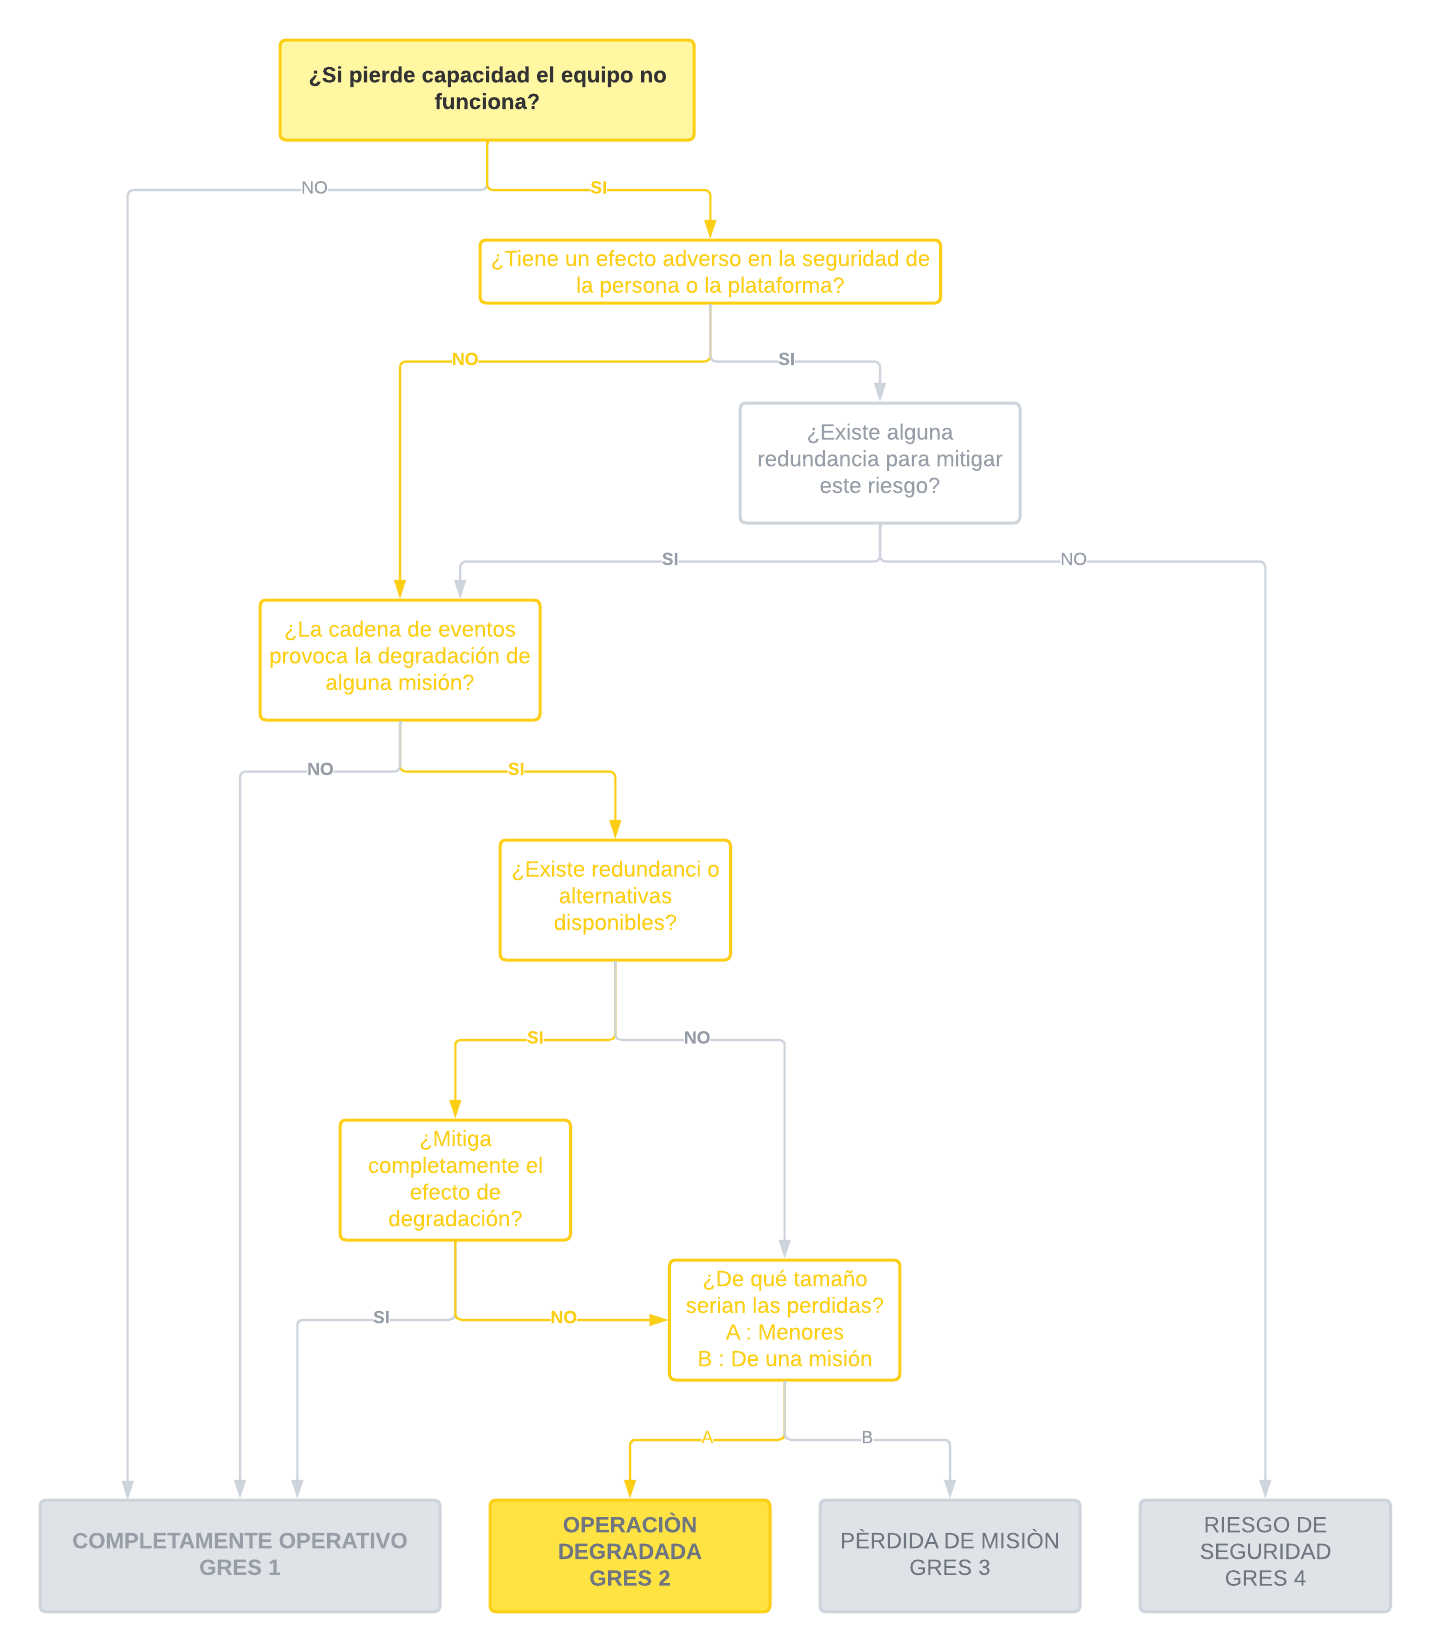 ¿Si pierde capacidad el equipo no
funciona?
NO
SI
¿Tiene un efecto adverso en la seguridad de
la persona o la plataforma?
NO
SI
¿Existe alguna
redundancia para mitigar
este riesgo?
SI
NO
¿La cadena de eventos
provoca la degradación de
alguna misión?
NO
SI
¿Existe redundanci o
alternativas
disponibles?
SI
NO
¿Mitiga
completamente el
efecto de
degradación?
¿De qué tamaño
serian las perdidas?
A : Menores
B : De una misión
SI
NO
A
B
COMPLETAMENTE OPERATIVO
GRES 1
OPERACIÒN
DEGRADADA
GRES 2
PÈRDIDA DE MISIÒN
GRES 3
RIESGO DE
SEGURIDAD
GRES 4